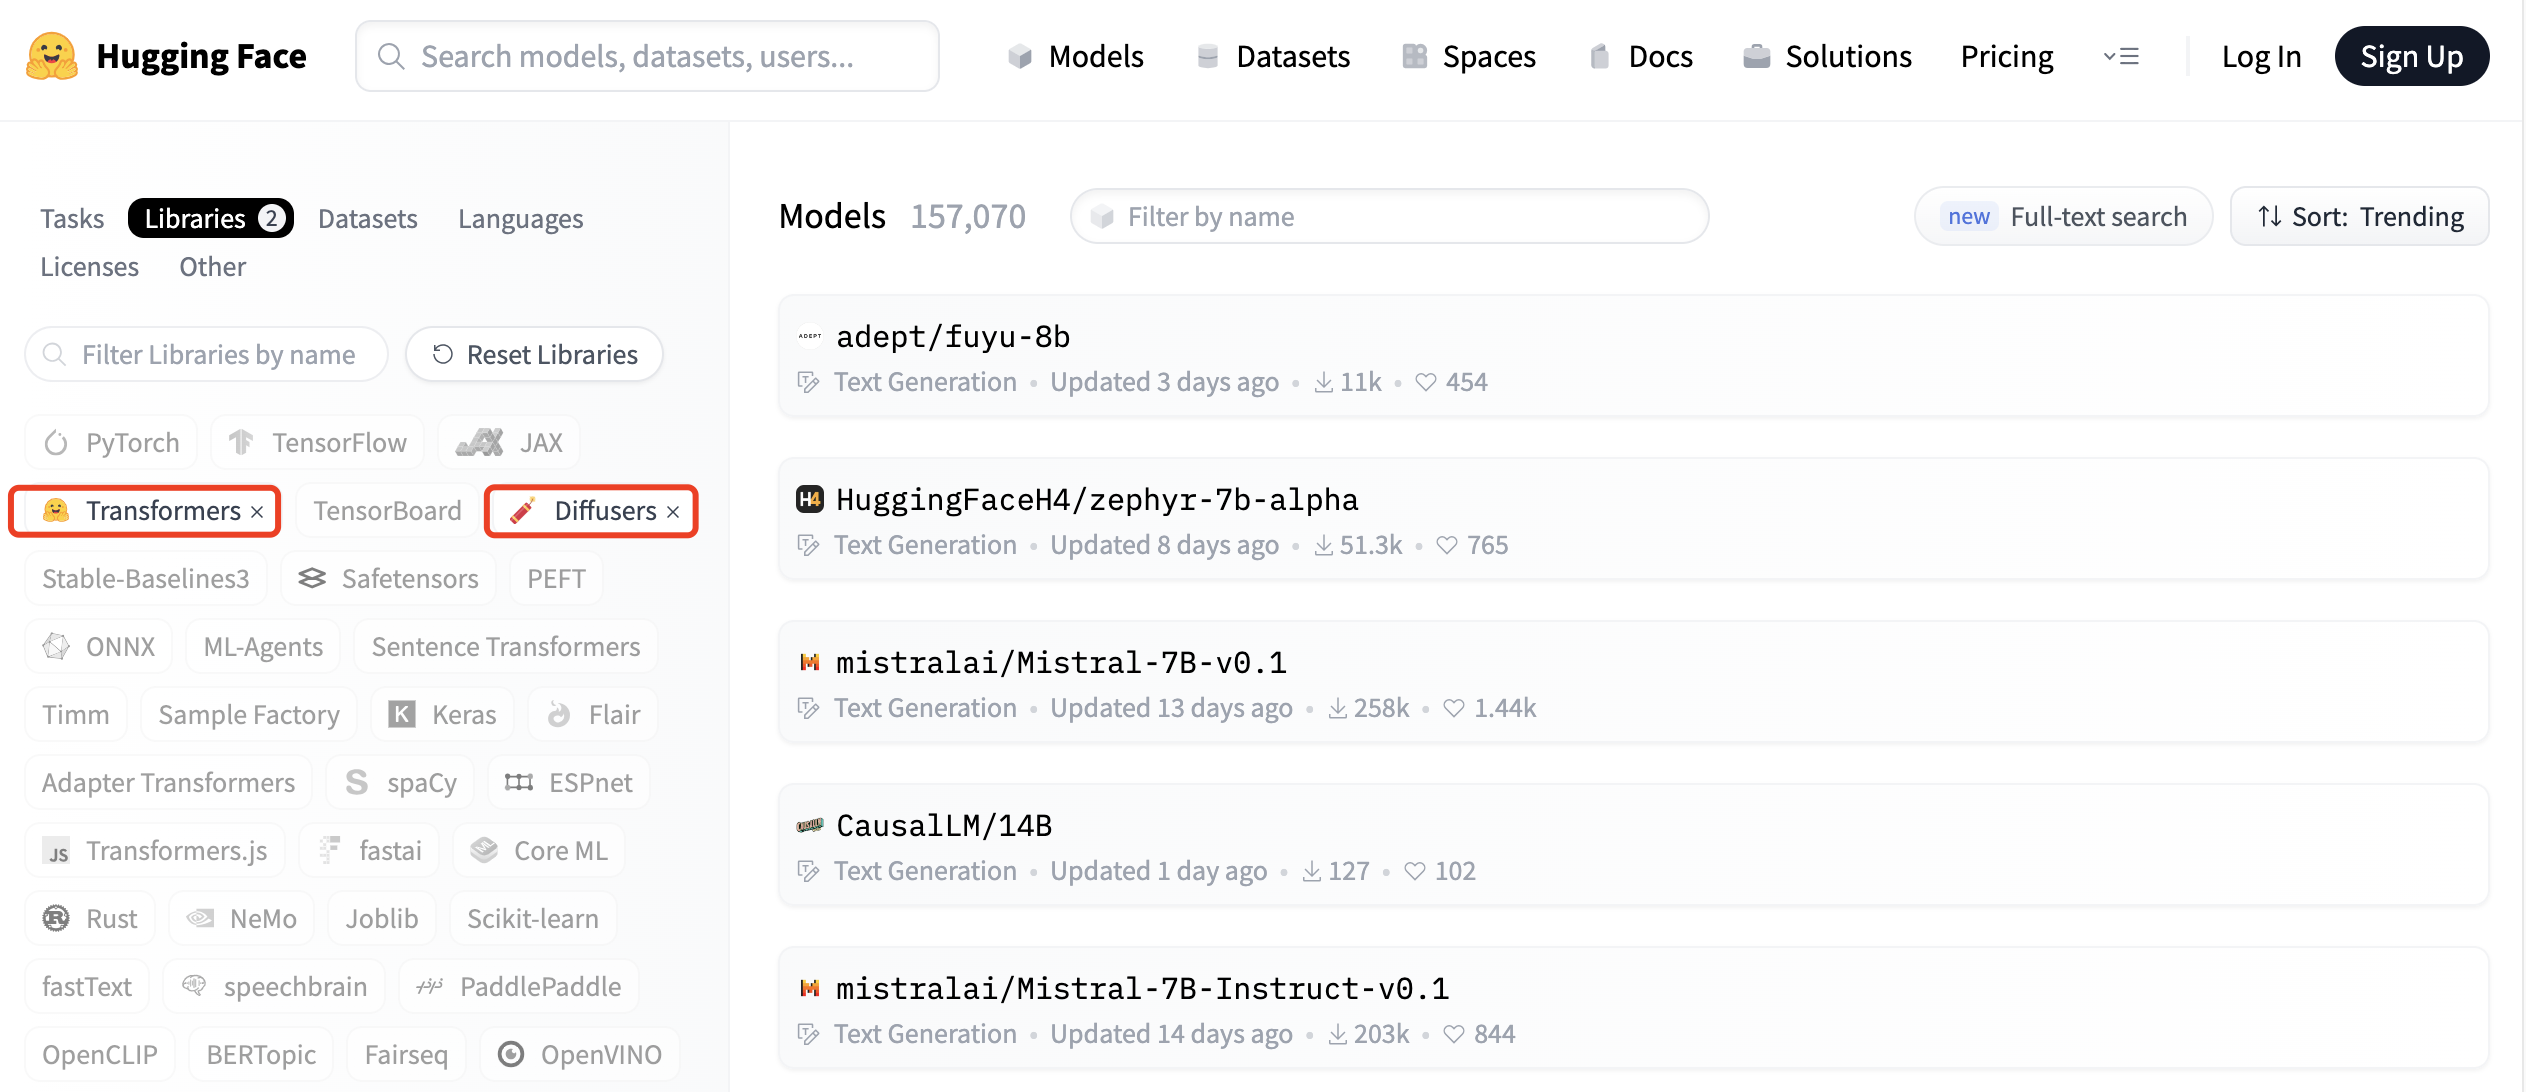 Hugging Face
Search models, datasets, users...
Models
Datasets
Spaces
Docs
Solutions
Pricing
Log In
Sign Up
Tasks
Libraries 2
Datasets
Languages
Licenses
Other
Filter Libraries by name
Reset Libraries
PyTorch
TensorFlow
JAX
Transformers ×
TensorBoard
Diffusers ×
Stable-Baselines3
Safetensors
PEFT
ONNX
ML-Agents
Sentence Transformers
Timm
Sample Factory
K Keras
Flair
Adapter Transformers
S spaCy
ESPnet
JS Transformers.js
fastai
Core ML
R Rust
NeMo
Joblib
Scikit-learn
fastText
speechbrain
PaddlePaddle
OpenCLIP
BERTopic
Fairseq
OpenVINO
Models 157,070
Filter by name
new Full-text search
Sort: Trending
ADEPT adept/fuyu-8b
Text Generation • Updated 3 days ago • 11k • 454
H4 HuggingFaceH4/zephyr-7b-alpha
Text Generation • Updated 8 days ago • 51.3k • 765
mistralai/Mistral-7B-v0.1
Text Generation • Updated 13 days ago • 258k • 1.44k
CausalLM CausalLM/14B
Text Generation • Updated 1 day ago • 127 • 102
mistralai/Mistral-7B-Instruct-v0.1
Text Generation • Updated 14 days ago • 203k • 844